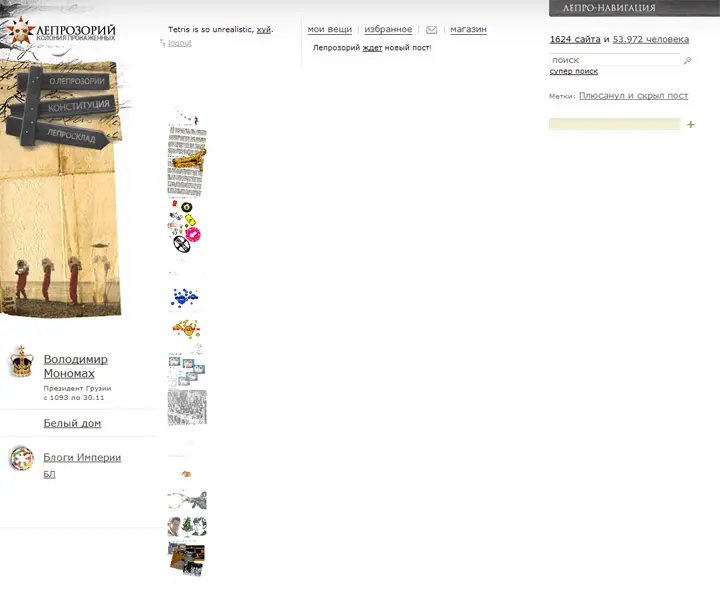 ЛЕПРОЗОРИЙ
КОЛОНИЯ ПРОКАЖЕННЫХ
О ЛЕПРОЗОРИИ
КОНСТИТУЦИЯ
ЛЕПРОСКЛАД
Володимир
Мономах
Президент Грузии
с 1093 по 30.11
Белый дом
Блоги Империи
БЛ
Tetris is so unrealistic, хуй.
logout
мои вещи | избранное | | магазин
Лепрозорий ждет новый пост!
ЛЕПРО-НАВИГАЦИЯ
1624 сайта и 53.972 человека
поиск
супер поиск
Метки: Плюсанул и скрыл пост
+